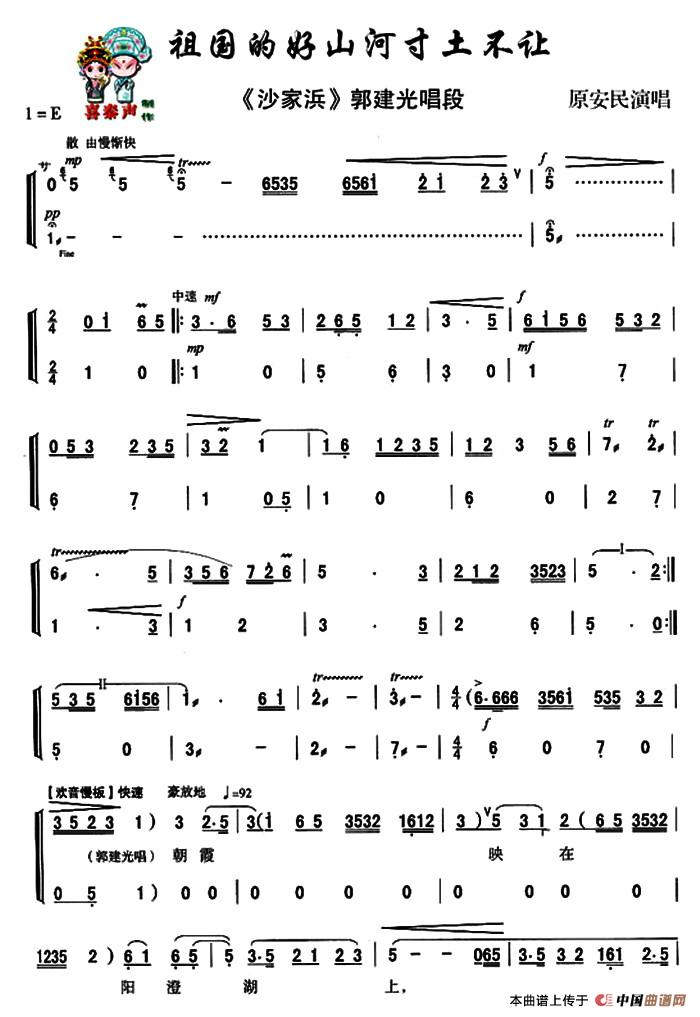 祖国的好山河寸土不让
喜秦声 制作
1=E 《沙家浜》郭建光唱段 原安民演唱
散 由慢渐快
サ mp tr f
0 5 5 5 - 6535 656i 2 i 2 3 | 5
pp
1 - - | 5
Fine
中速 mf f
2/4 0 i 6 5 |: 3 · 6 5 3 | 2 6 5 1 2 | 3 · 5 | 6 i 5 6 5 3 2 |
mp mf
2/4 1 0 |: 1 0 | 5 6 | 3 0 | 1 7 |
tr tr
0 5 3 2 3 5 | 3 2 1 | 1 6 1 2 3 5 | 1 2 3 5 6 | 7 2 |
6 7 | 1 0 5 | 1 0 | 6 0 | 2 7 |
tr I
6 · 5 | 3 5 6 7 2 6 | 5 · 3 | 2 1 2 3523 | 5 · 2 :|
f
1 · 3 | 1 2 | 3 · 5 | 2 6 | 5 · 0 :|
II tr tr >
5 3 5 6i56 | 1 · 6 i | 2 - | 3 - | 4/4 (6·666 356i 535 3 2 |
f
5 0 | 3 - | 2 - | 7 - | 4/4 6 0 7 0 |
【欢音慢板】快速 豪放地 ♩=92
3 5 2 3 1) 3 2·5 | 3(i 6 5 3532 1612 | 3) 5 3 1 2 (6 5 3532 |
(郭建光唱) 朝 霞 映 在
0 5 1) 0 | 0 0 0 0 | 0 0 0 0 |
1235 2) 6 1 6 5 | 5 3·5 2 1 2 3 | 5 - - 065 | 3·5 3 2 161 2·5 |
阳 澄 湖 上,
本曲谱上传于 中国曲谱网